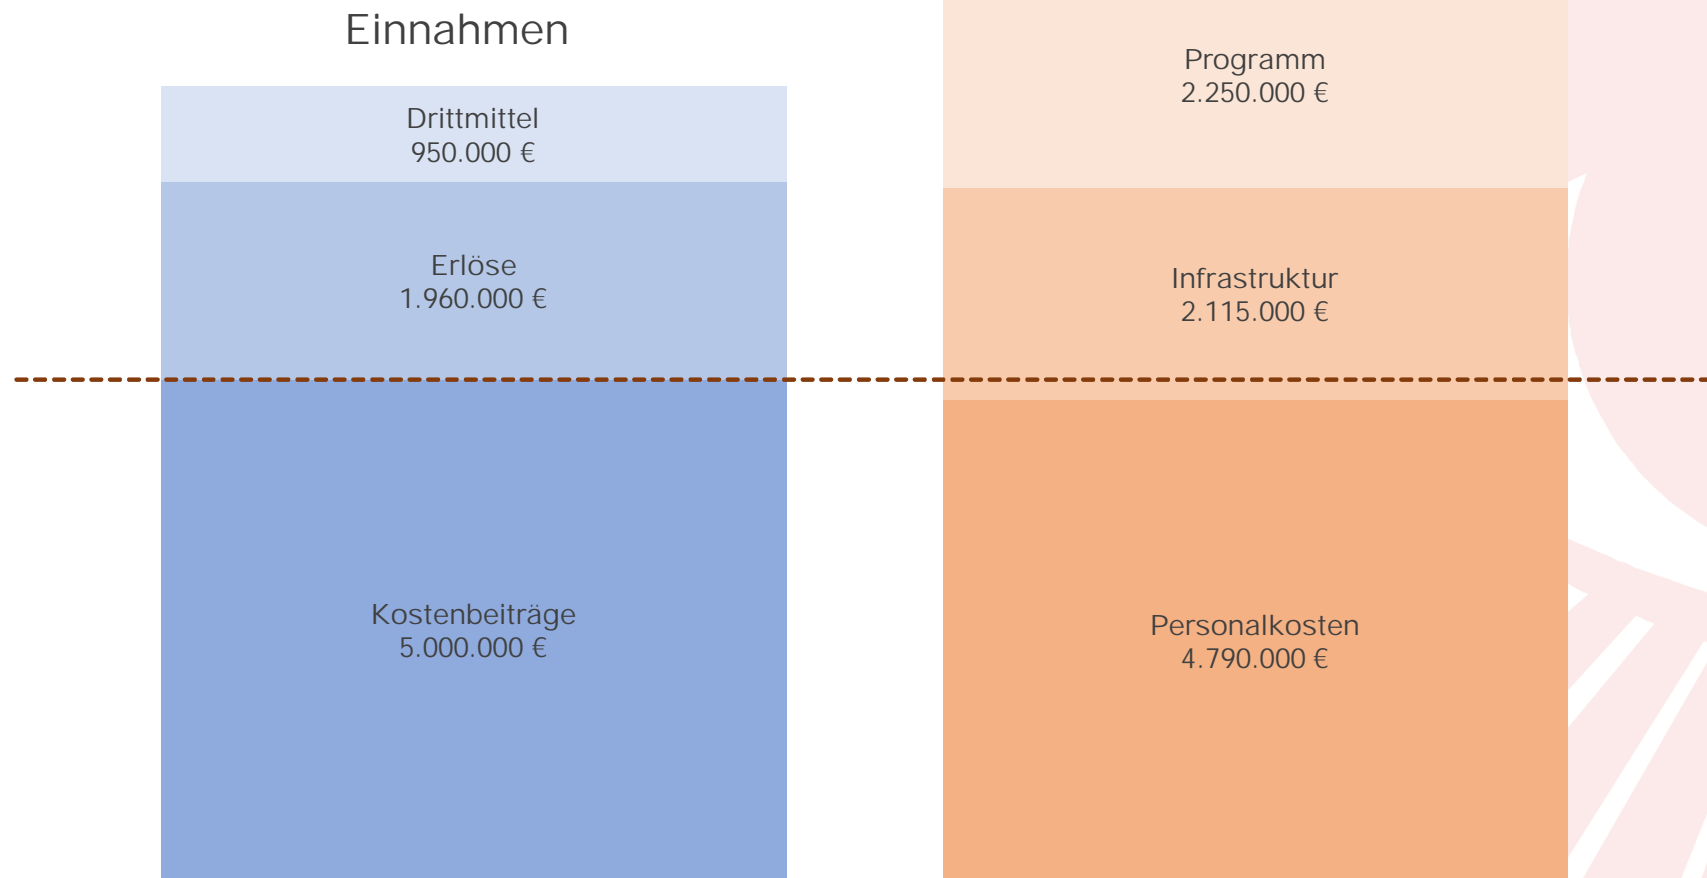 Einnahmen
Drittmittel
950.000 €
Erlöse
1.960.000 €
Kostenbeiträge
5.000.000 €
Programm
2.250.000 €
Infrastruktur
2.115.000 €
Personalkosten
4.790.000 €